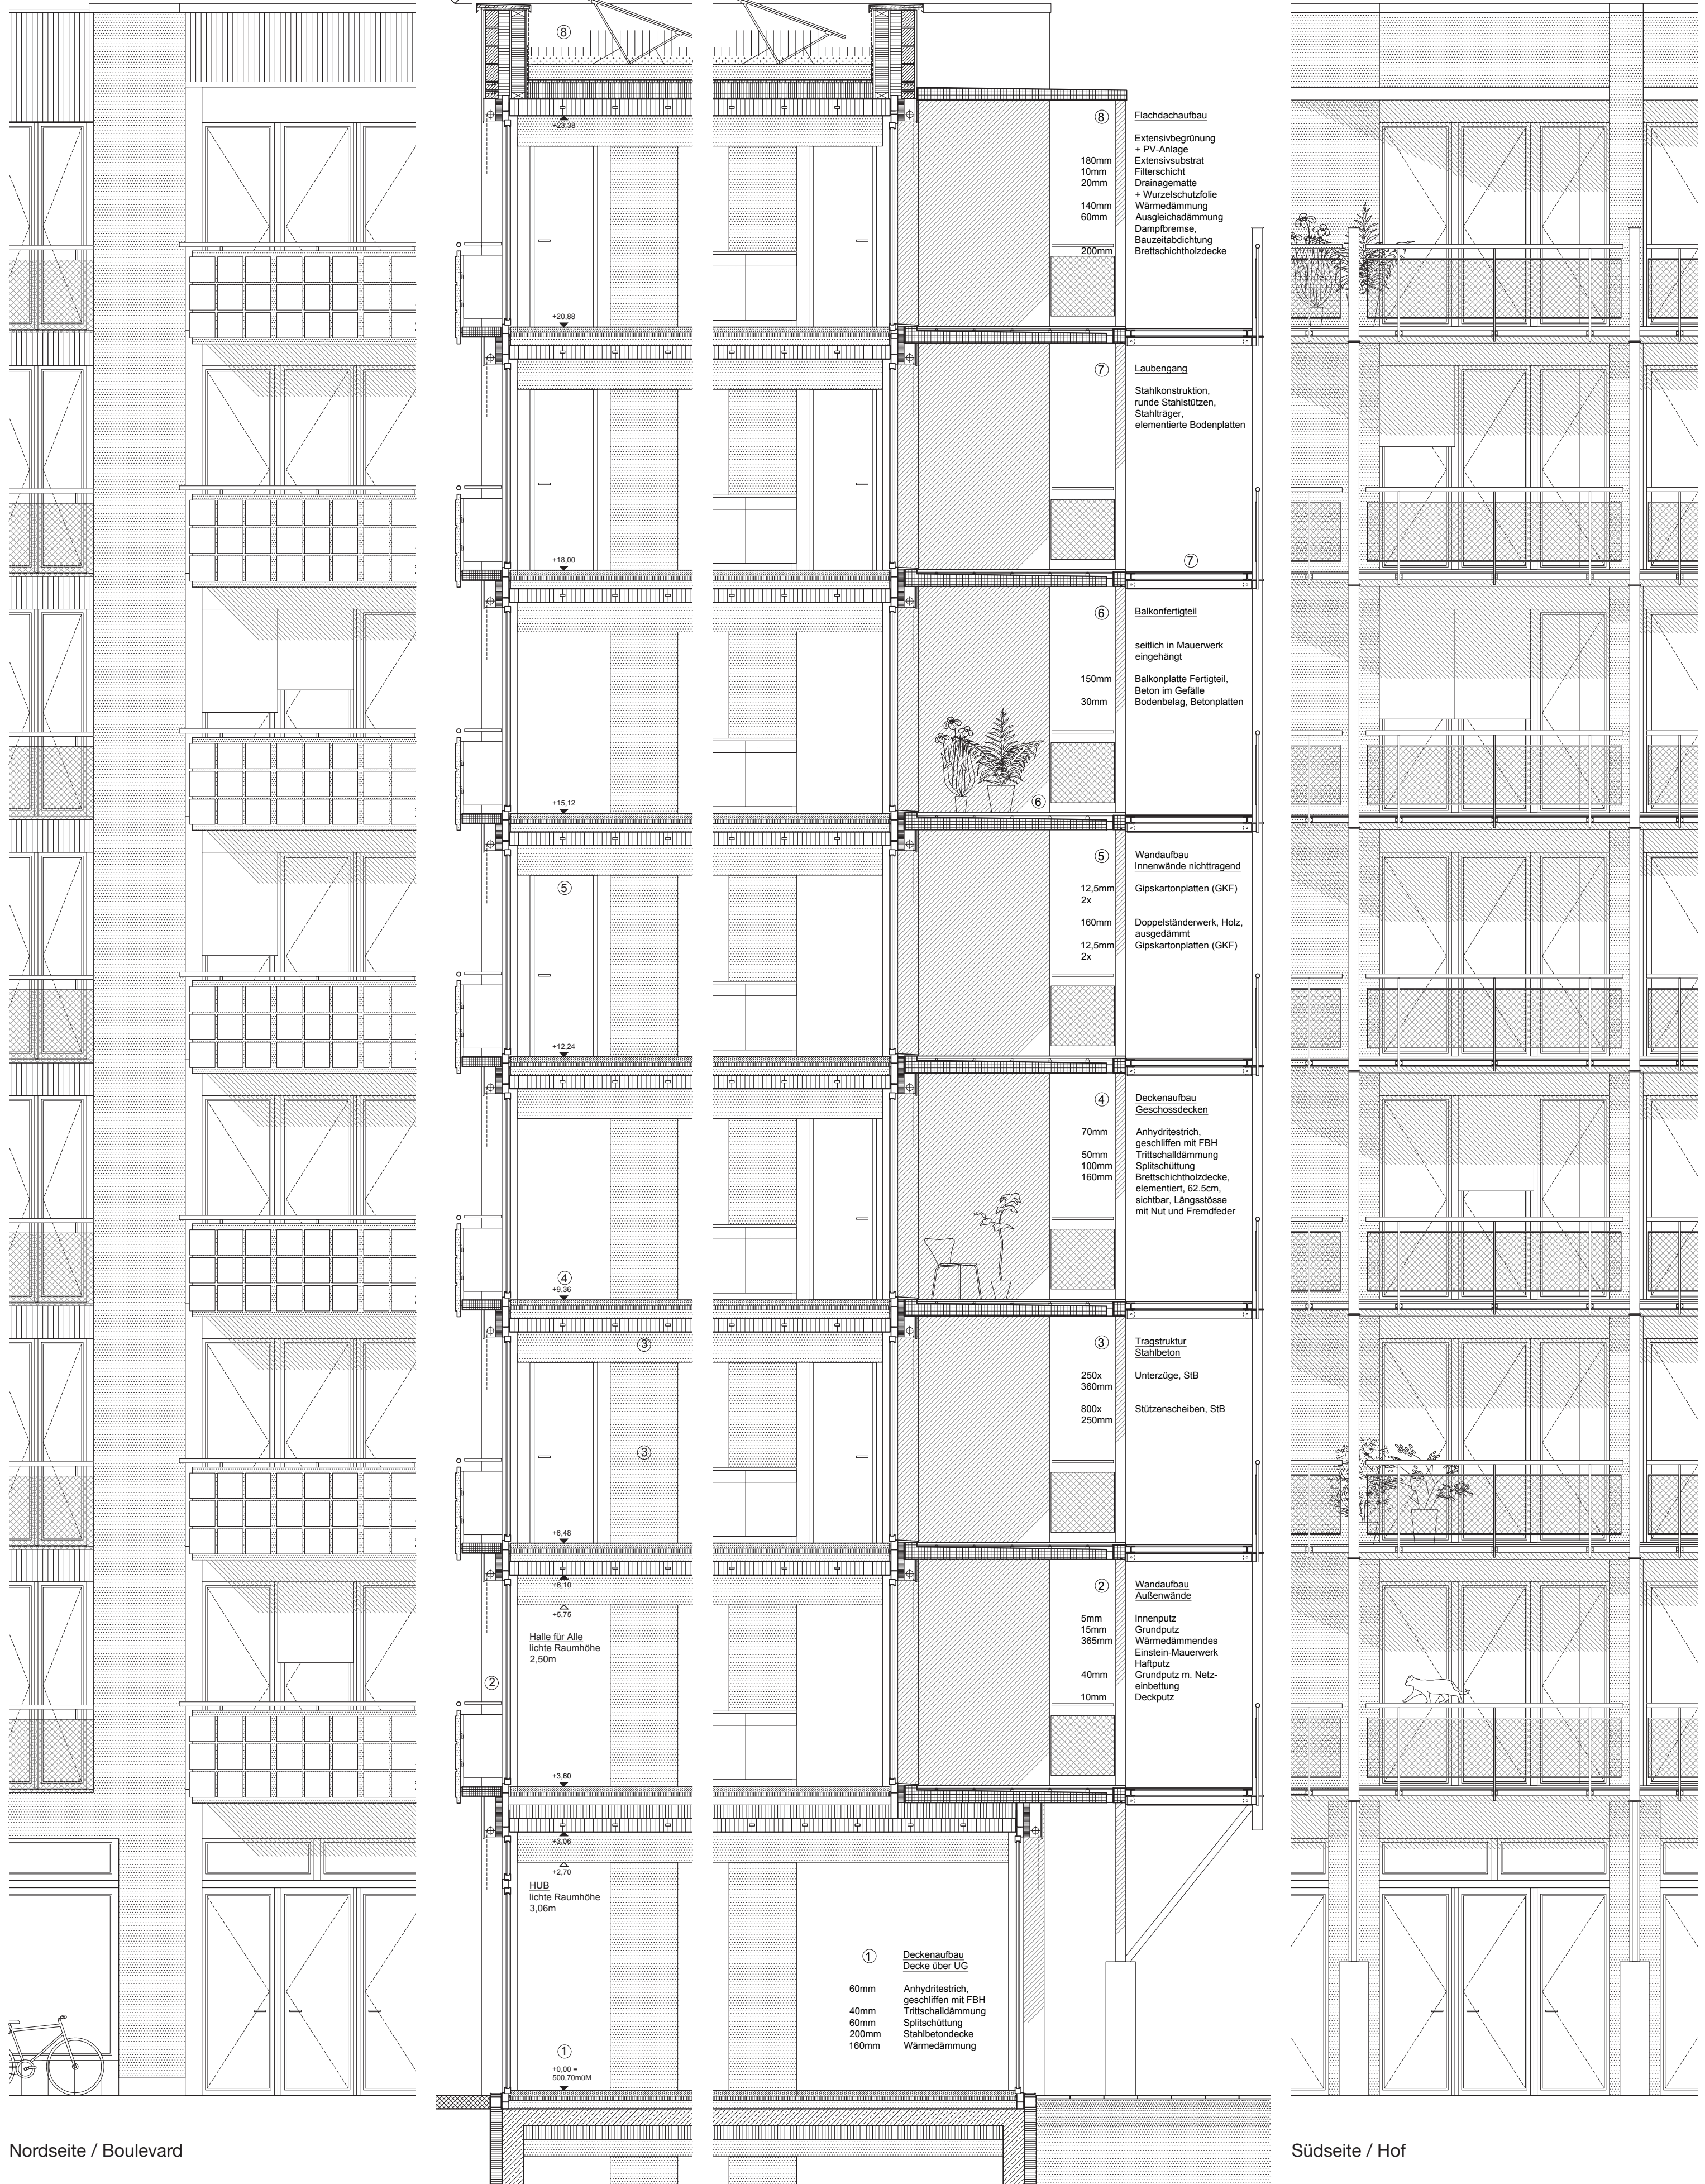 ⑧
+23,38
⑧ Flachdachaufbau
Extensivbegrünung
+ PV-Anlage
180mm Extensivsubstrat
10mm Filterschicht
20mm Drainagematte
+ Wurzelschutzfolie
140mm Wärmedämmung
60mm Ausgleichsdämmung
Dampfbremse,
Bauzeitabdichtung
200mm Brettschichtholzdecke
+20,88
⑦ Laubengang
Stahlkonstruktion,
runde Stahlstützen,
Stahlträger,
elementierte Bodenplatten
+18,00
⑦
⑥ Balkonfertigteil
seitlich in Mauerwerk
eingehängt
150mm Balkonplatte Fertigteil,
Beton im Gefälle
30mm Bodenbelag, Betonplatten
+15,12
⑥
⑤
⑤ Wandaufbau
Innenwände nichttragend
12,5mm Gipskartonplatten (GKF)
2x
160mm Doppelständerwerk, Holz,
ausgedämmt
12,5mm Gipskartonplatten (GKF)
2x
+12,24
④ Deckenaufbau
Geschossdecken
70mm Anhydritestrich,
geschliffen mit FBH
50mm Trittschalldämmung
100mm Splitschüttung
160mm Brettschichtholzdecke,
elementiert, 62.5cm,
sichtbar, Längsstösse
mit Nut und Fremdfeder
④
+9,36
③
③ Tragstruktur
Stahlbeton
250x Unterzüge, StB
360mm
800x Stützenscheiben, StB
250mm
③
+6,48
+6,10
+5,75
Halle für Alle
lichte Raumhöhe
2,50m
②
② Wandaufbau
Außenwände
5mm Innenputz
15mm Grundputz
365mm Wärmedämmendes
Einstein-Mauerwerk
Haftputz
40mm Grundputz m. Netz-
einbettung
10mm Deckputz
+3,60
+3,06
+2,70
HUB
lichte Raumhöhe
3,06m
① Deckenaufbau
Decke über UG
60mm Anhydritestrich,
geschliffen mit FBH
40mm Trittschalldämmung
60mm Splitschüttung
200mm Stahlbetondecke
160mm Wärmedämmung
①
+0,00 =
500,70müM
Nordseite / Boulevard
Südseite / Hof